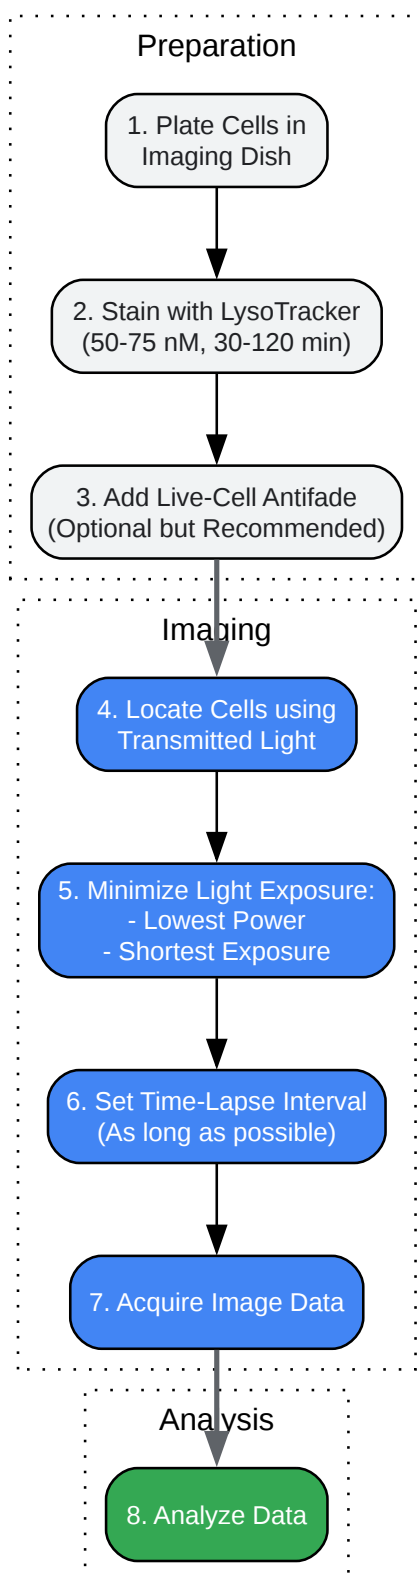 Preparation
1. Plate Cells in
Imaging Dish
2. Stain with LysoTracker
(50-75 nM, 30-120 min)
3. Add Live-Cell Antifade
(Optional but Recommended)
Imaging
4. Locate Cells using
Transmitted Light
5. Minimize Light Exposure:
- Lowest Power
- Shortest Exposure
6. Set Time-Lapse Interval
(As long as possible)
7. Acquire Image Data
Analysis
8. Analyze Data